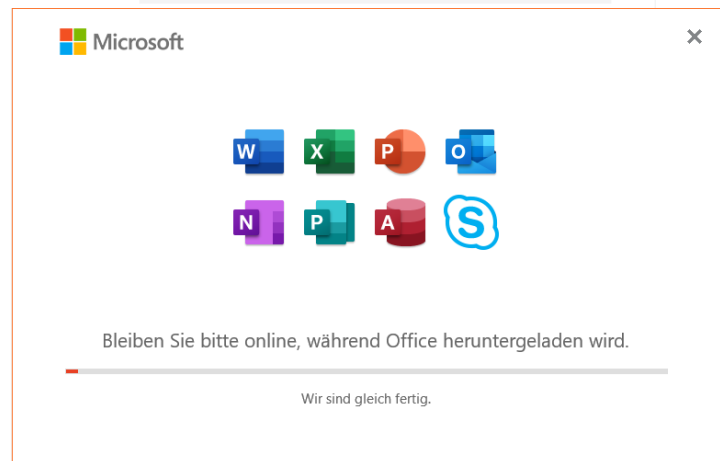 Microsoft
W X P O
N P A S
Bleiben Sie bitte online, während Office heruntergeladen wird.
Wir sind gleich fertig.